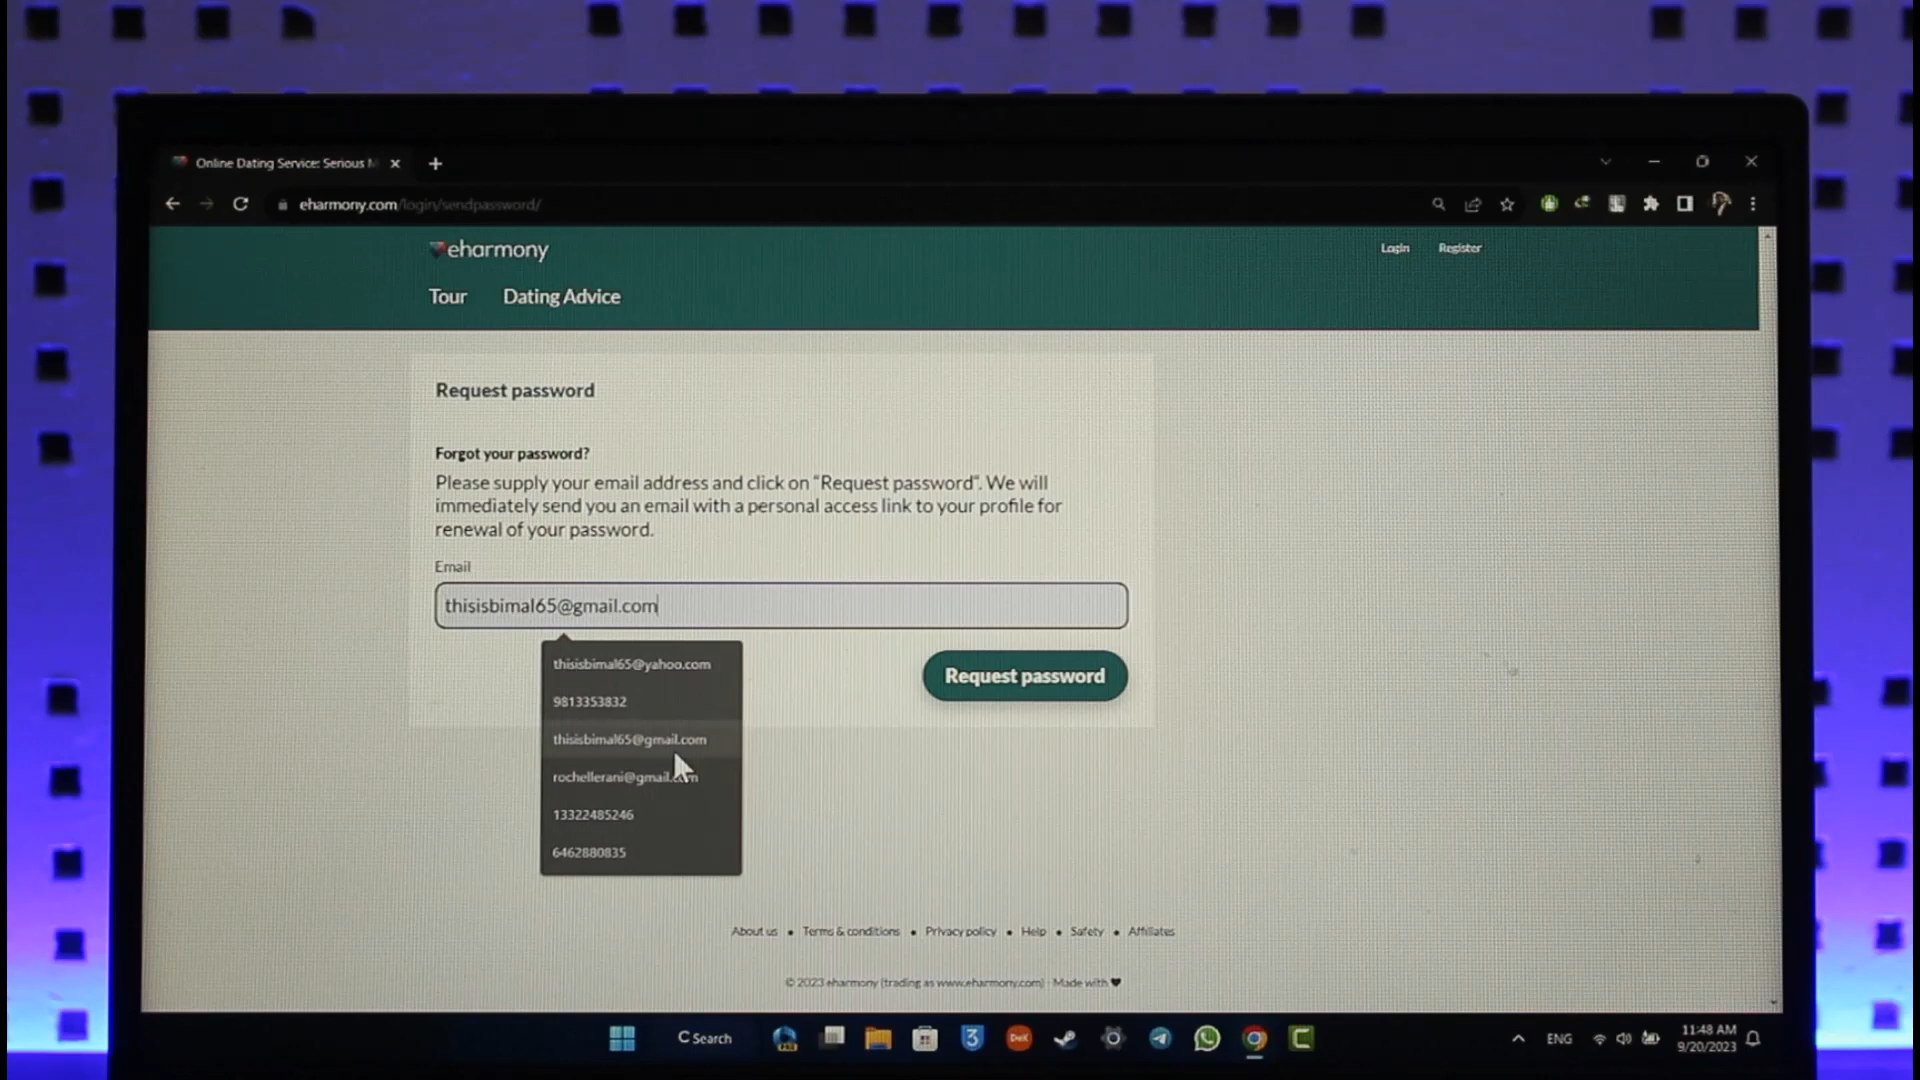 Online Dating Service: Serious M
eharmony.com/login/sendpassword/
eharmony
Login Register
Tour Dating Advice
Request password
Forgot your password?
Please supply your email address and click on "Request password". We will
immediately send you an email with a personal access link to your profile for
renewal of your password.
Email
thisisbimal65@gmail.com
thisisbimal65@yahoo.com
Request password
9813353832
thisisbimal65@gmail.com
rochellerani@gmail.com
13322485246
6462880835
About us • Terms & conditions • Privacy policy • Help • Safety • Affiliates
© 2023 eharmony (trading as www.eharmony.com) · Made with ♥
Search
3
DeX
C
ENG
11:48 AM
9/20/2023